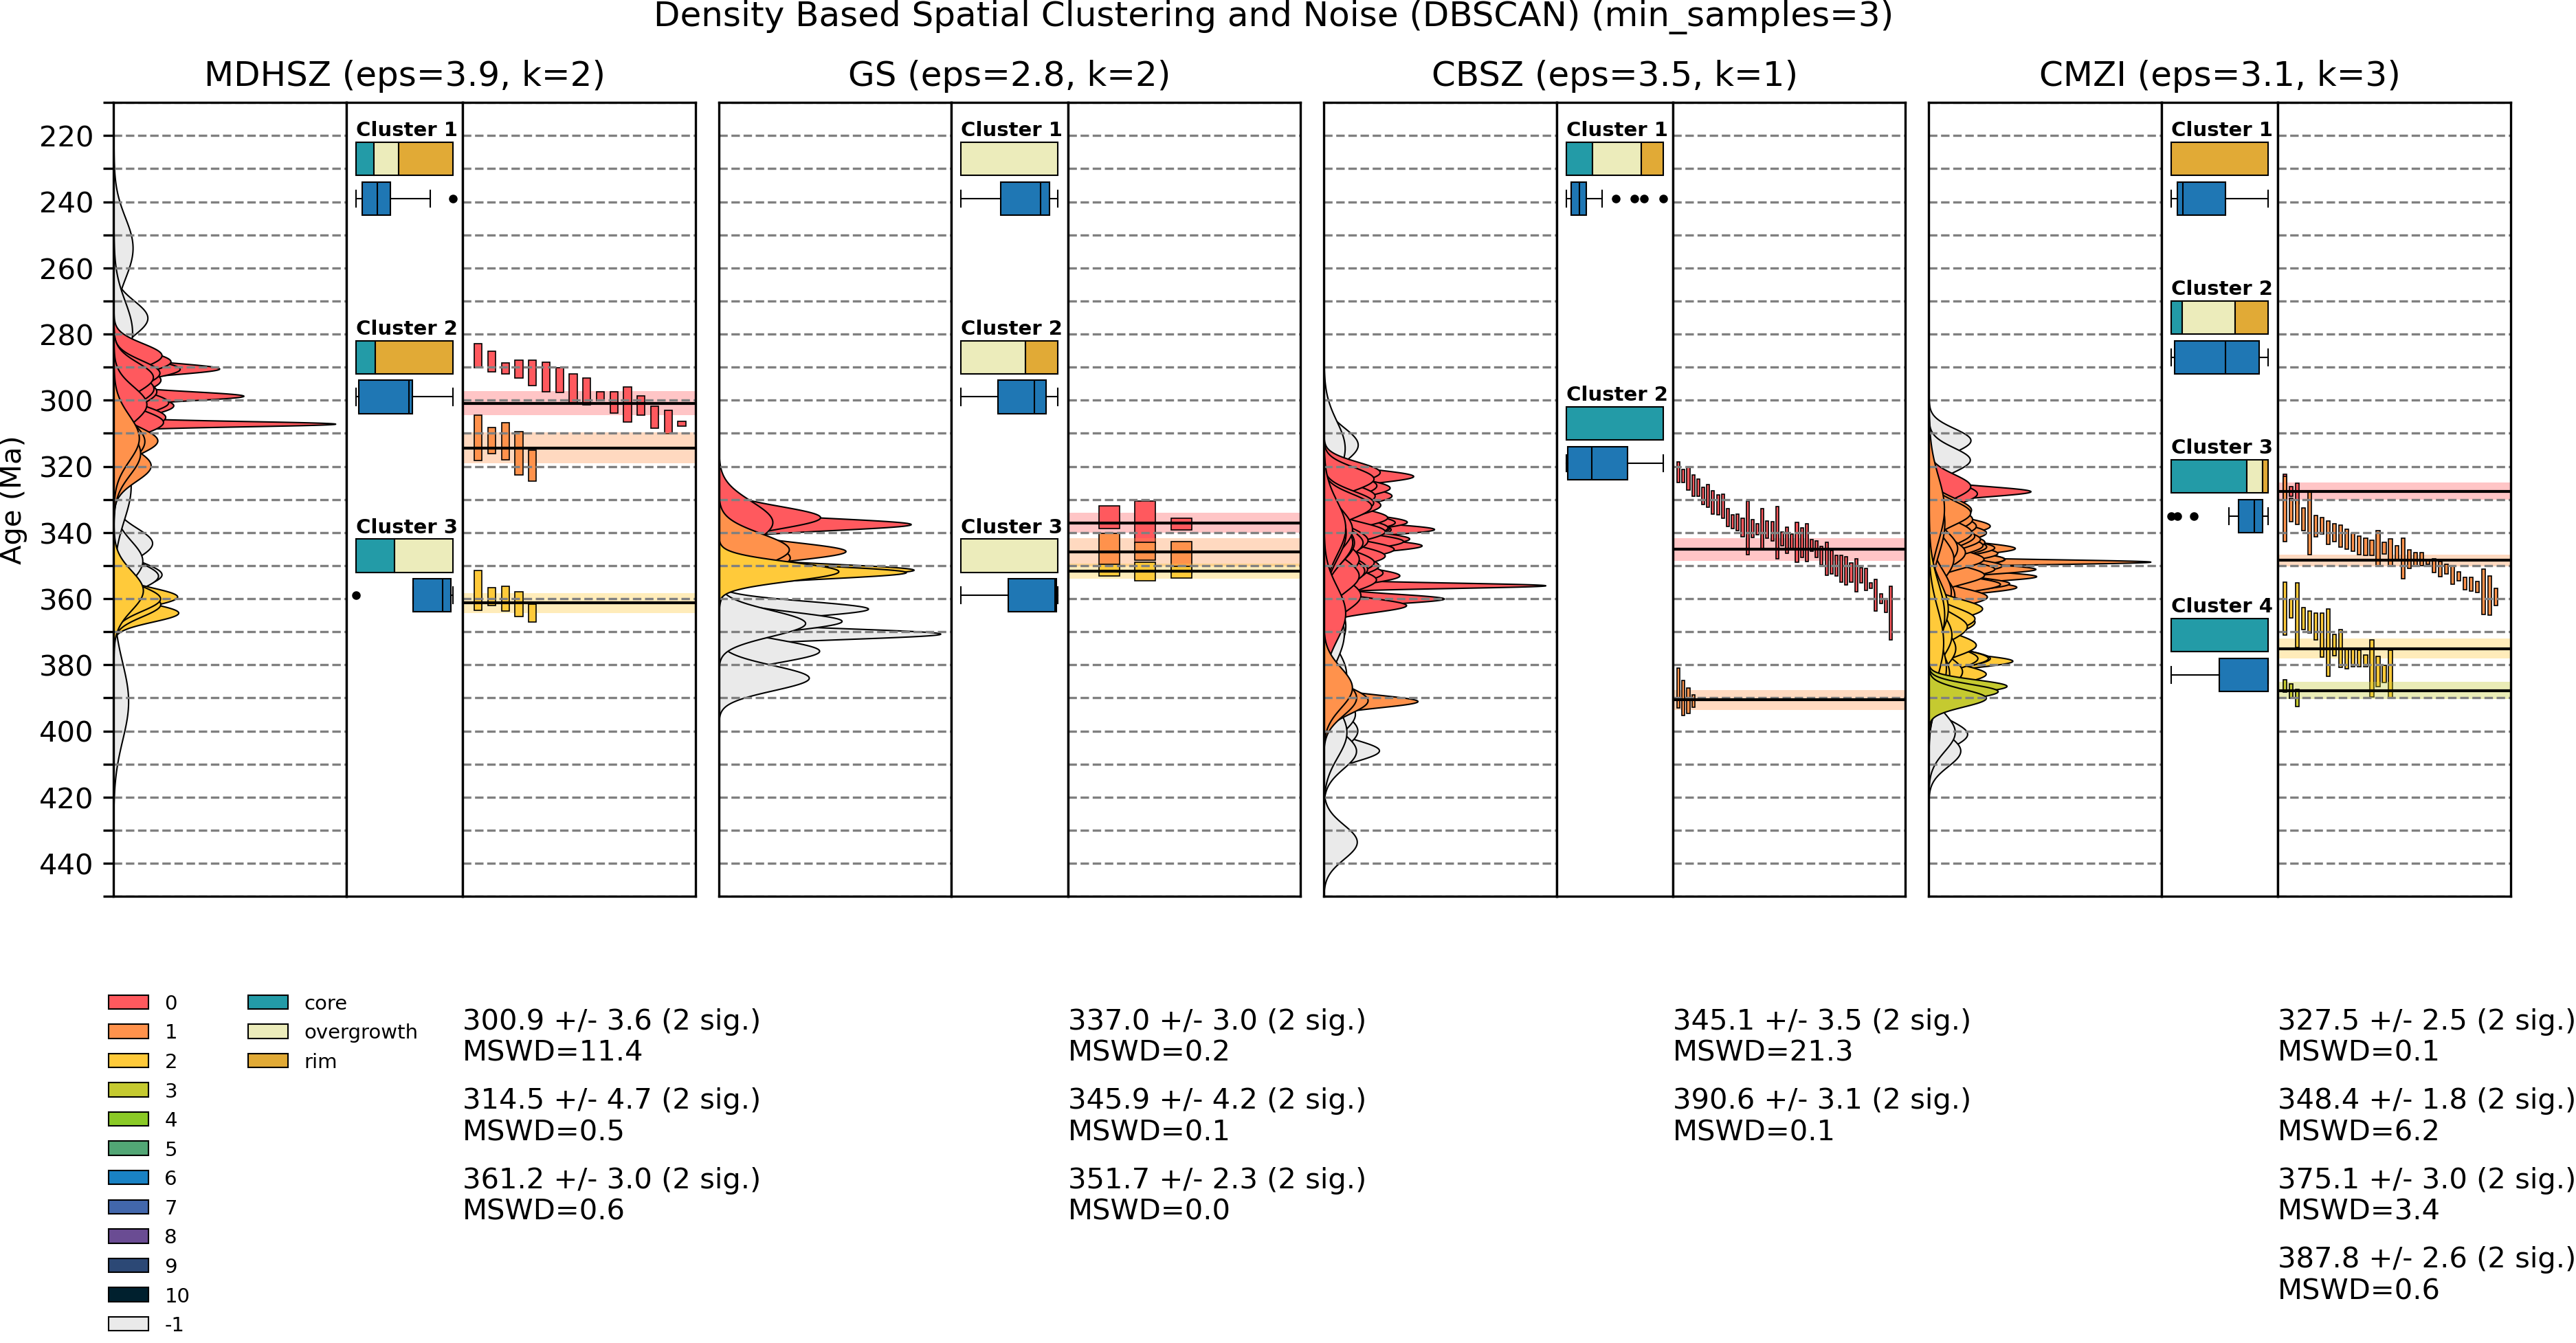 Density Based Spatial Clustering and Noise (DBSCAN) (min_samples=3)
MDHSZ (eps=3.9, k=2)
GS (eps=2.8, k=2)
CBSZ (eps=3.5, k=1)
CMZI (eps=3.1, k=3)
Age (Ma)
220
240
260
280
300
320
340
360
380
400
420
440
Cluster 1
Cluster 2
Cluster 3
Cluster 1
Cluster 2
Cluster 3
Cluster 1
Cluster 2
Cluster 1
Cluster 2
Cluster 3
Cluster 4
0
1
2
3
4
5
6
7
8
9
10
-1
core
overgrowth
rim
300.9 +/- 3.6 (2 sig.)
MSWD=11.4
314.5 +/- 4.7 (2 sig.)
MSWD=0.5
361.2 +/- 3.0 (2 sig.)
MSWD=0.6
337.0 +/- 3.0 (2 sig.)
MSWD=0.2
345.9 +/- 4.2 (2 sig.)
MSWD=0.1
351.7 +/- 2.3 (2 sig.)
MSWD=0.0
345.1 +/- 3.5 (2 sig.)
MSWD=21.3
390.6 +/- 3.1 (2 sig.)
MSWD=0.1
327.5 +/- 2.5 (2 sig.)
MSWD=0.1
348.4 +/- 1.8 (2 sig.)
MSWD=6.2
375.1 +/- 3.0 (2 sig.)
MSWD=3.4
387.8 +/- 2.6 (2 sig.)
MSWD=0.6